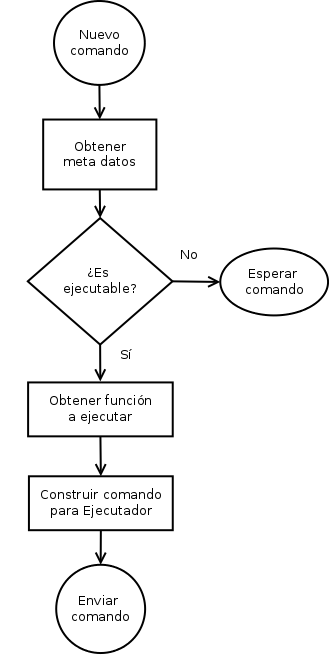 Nuevo
comando
Obtener
meta datos
¿Es
ejecutable?
No
Esperar
comando
Sí
Obtener función
a ejecutar
Construir comando
para Ejecutador
Enviar
comando